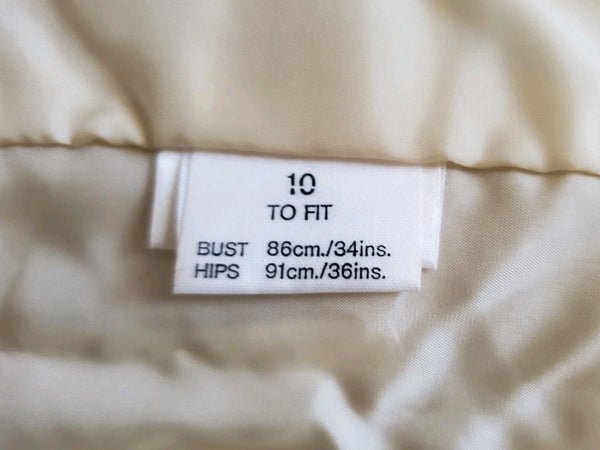 10
TO FIT
BUST 86cm./34ins.
HIPS 91cm./36ins.